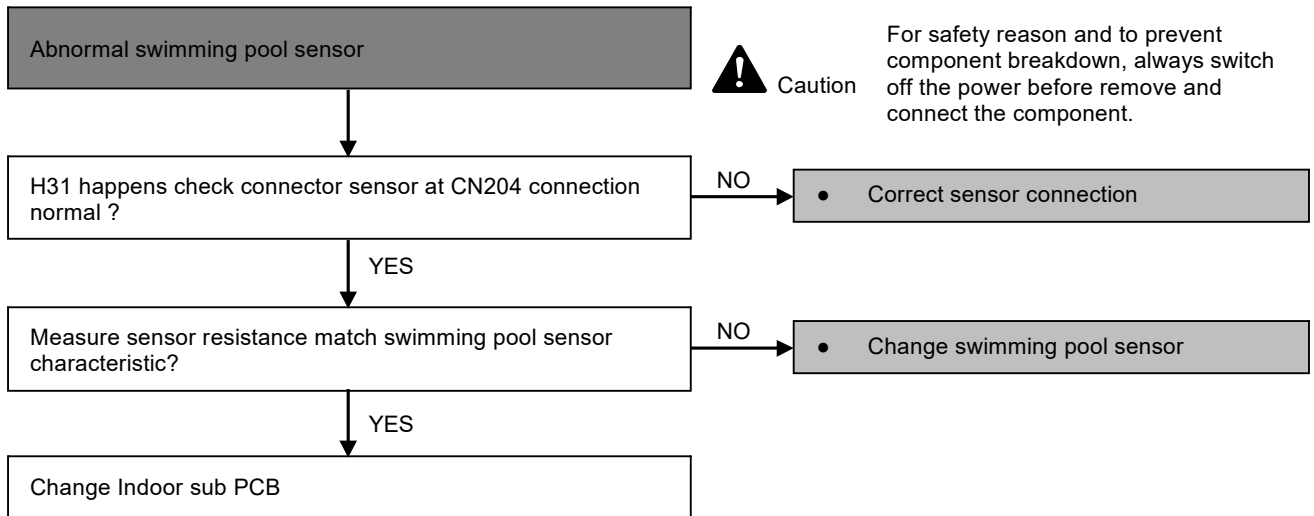 Abnormal swimming pool sensor
Caution
For safety reason and to prevent
component breakdown, always switch
off the power before remove and
connect the component.
H31 happens check connector sensor at CN204 connection
normal ?
NO
● Correct sensor connection
YES
Measure sensor resistance match swimming pool sensor
characteristic?
NO
● Change swimming pool sensor
YES
Change Indoor sub PCB